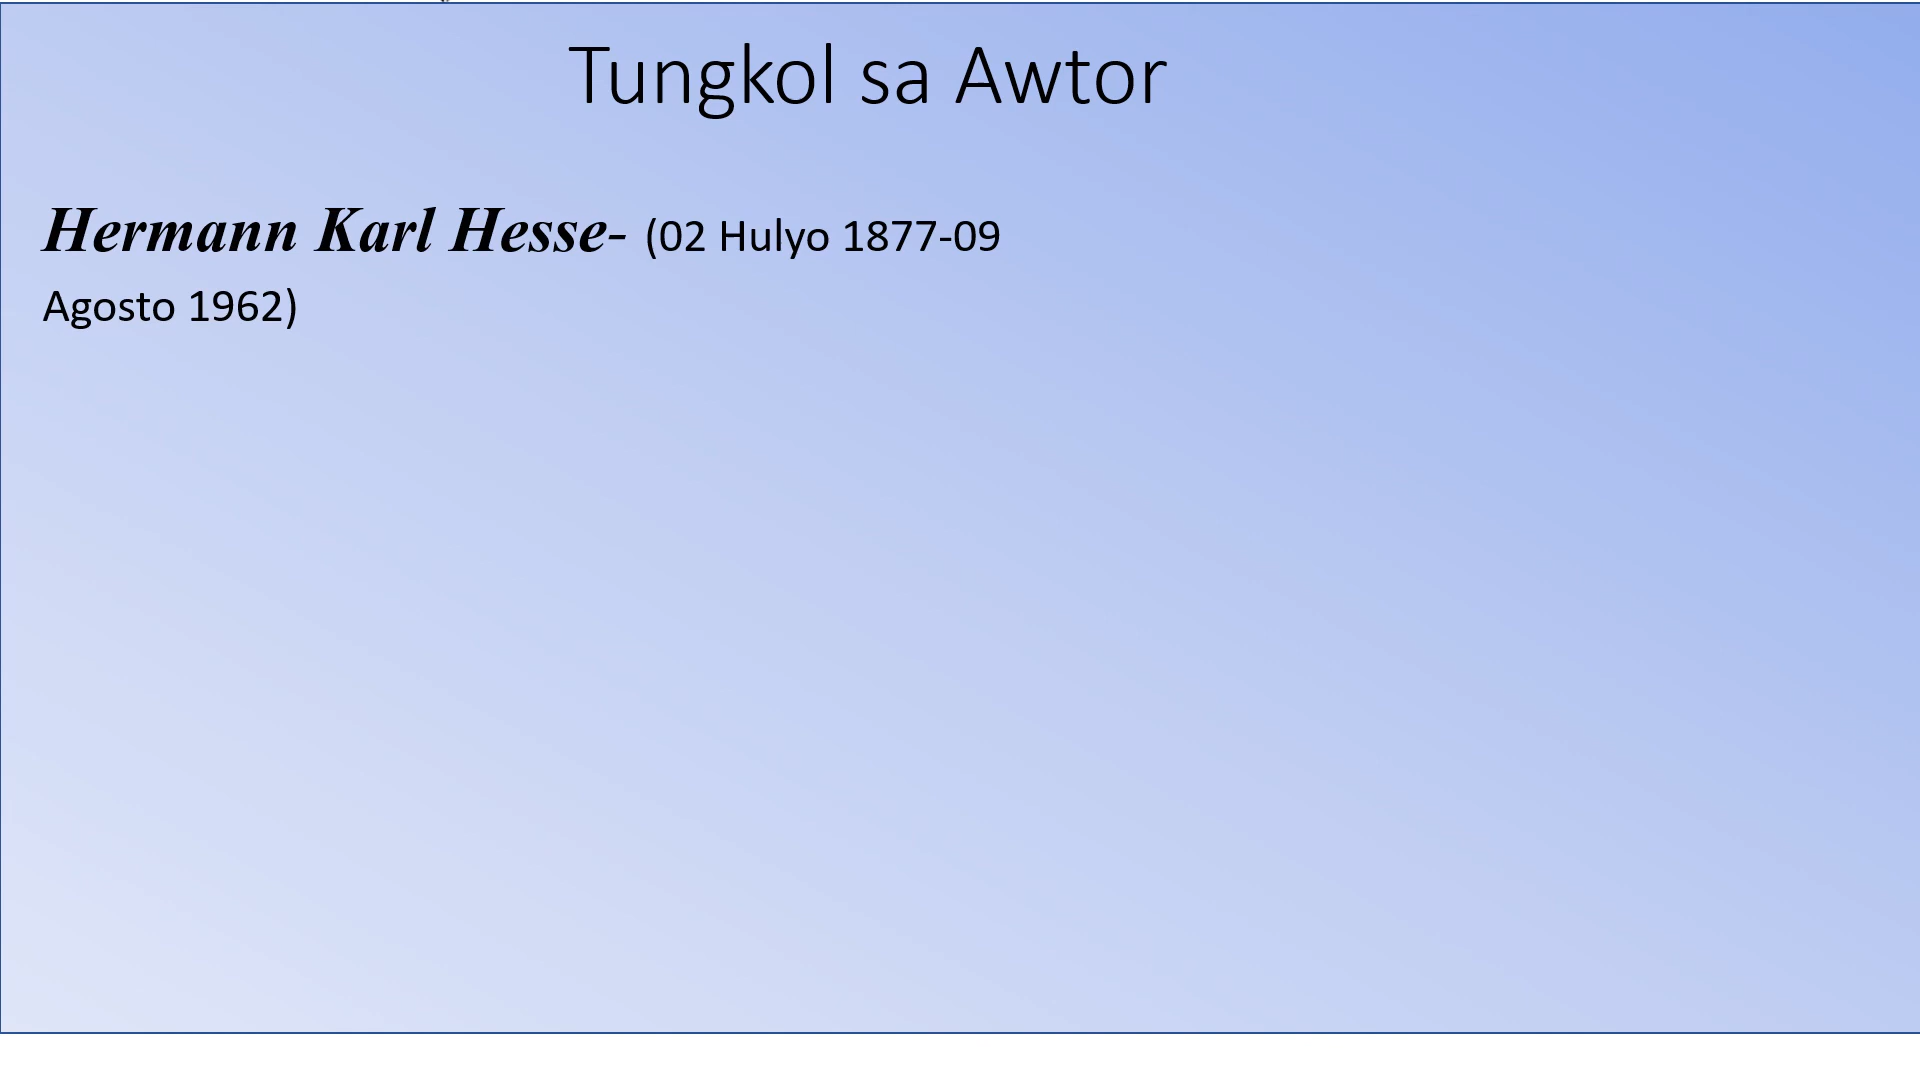 Tungkol sa Awtor
Hermann Karl Hesse- (02 Hulyo 1877-09
Agosto 1962)